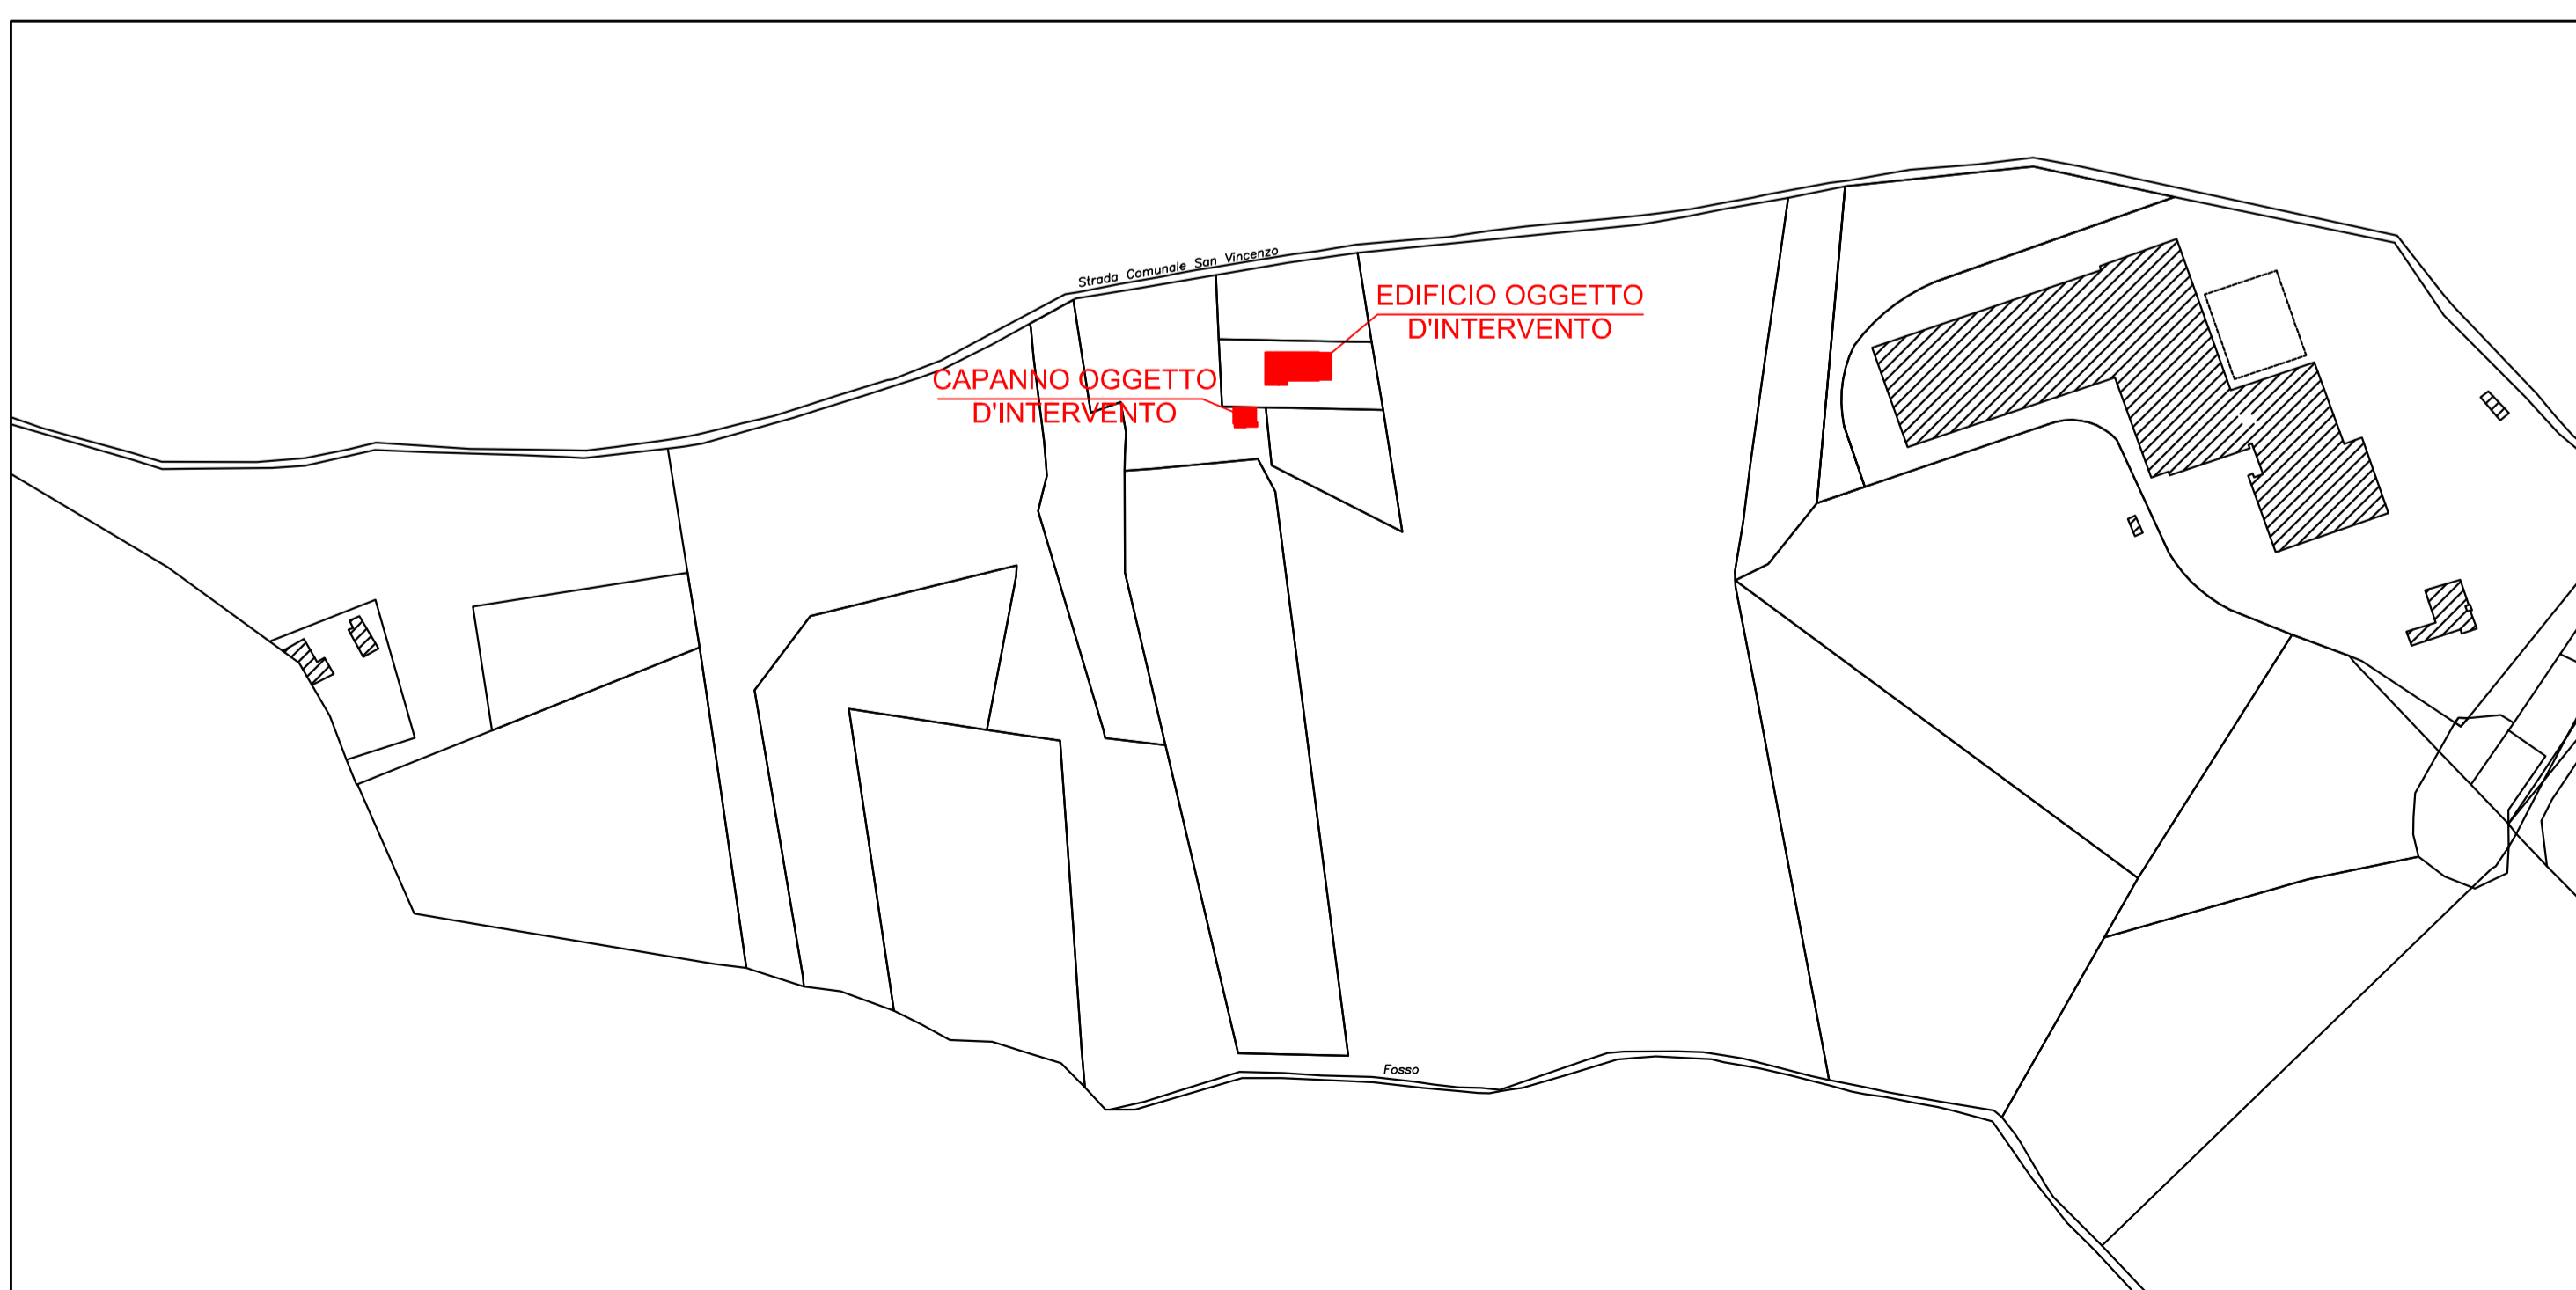 Strada Comunale San Vincenzo
EDIFICIO OGGETTO
D'INTERVENTO
CAPANNO OGGETTO
D'INTERVENTO
Fosso